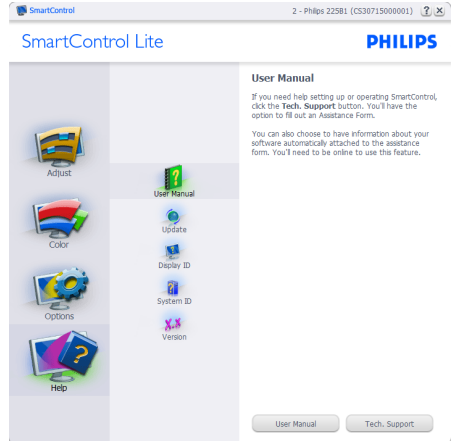 SmartControl
2 - Philips 225B1 (CS30715000001)
? X
SmartControl Lite
PHILIPS
Adjust
Color
Options
Help
User Manual
Update
Display ID
System ID
X.X
Version
User Manual
If you need help setting up or operating SmartControl,
click the Tech. Support button. You'll have the
option to fill out an Assistance Form.
You can also choose to have information about your
software automatically attached to the assistance
form. You'll need to be online to use this feature.
User Manual
Tech. Support